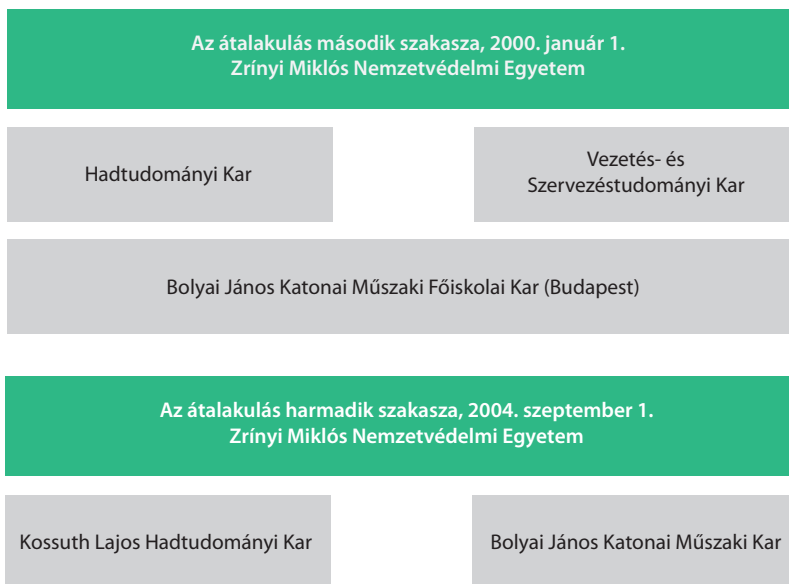 Az átalakulás második szakasza, 2000. január 1.
Zrínyi Miklós Nemzetvédelmi Egyetem
Hadtudományi Kar
Vezetés- és
Szervezéstudományi Kar
Bolyai János Katonai Műszaki Főiskolai Kar (Budapest)
Az átalakulás harmadik szakasza, 2004. szeptember 1.
Zrínyi Miklós Nemzetvédelmi Egyetem
Kossuth Lajos Hadtudományi Kar
Bolyai János Katonai Műszaki Kar